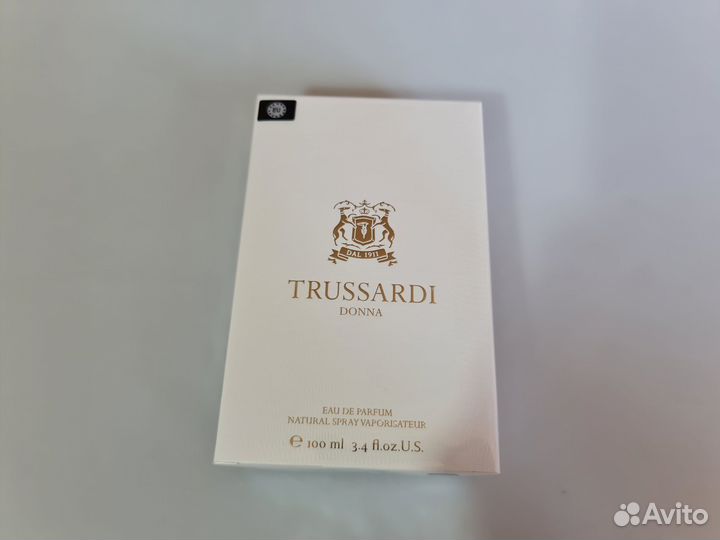 DAL 1911
TRUSSARDI
DONNA
EAU DE PARFUM
NATURAL SPRAY VAPORISATEUR
e 100 ml 3.4 fl.oz.U.S.
Avito